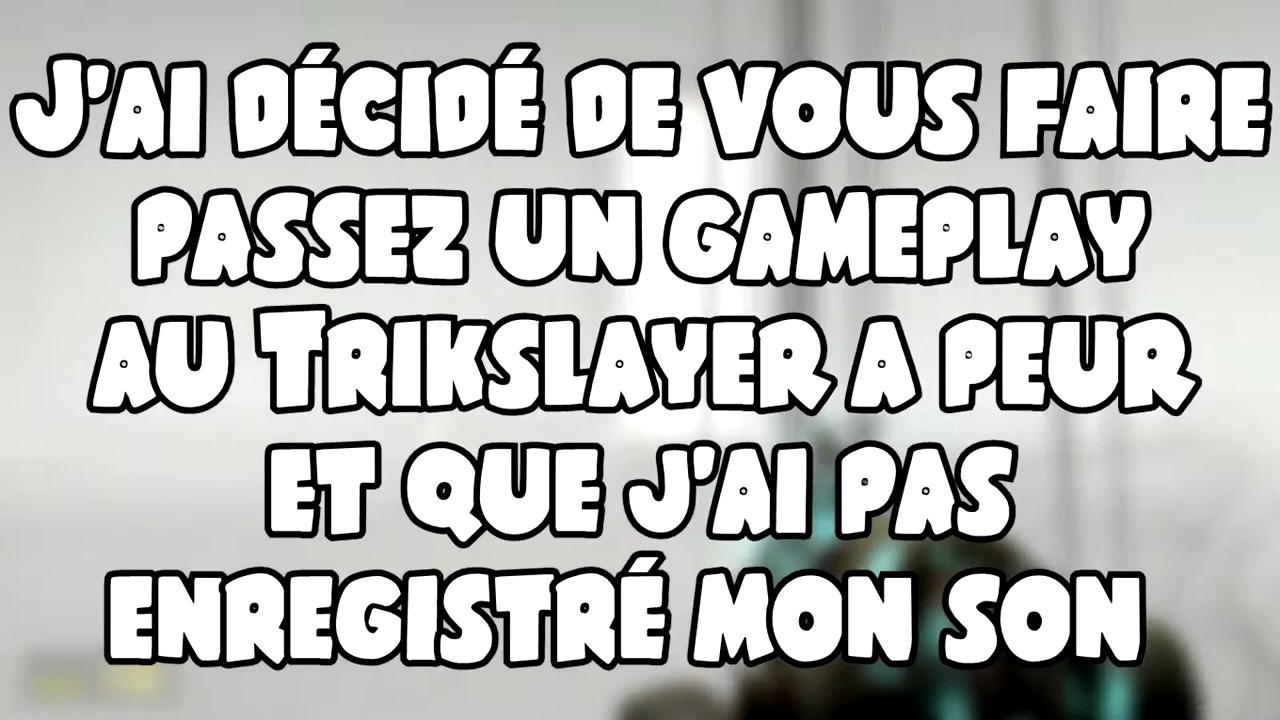 J'ai décidé de vous faire
passez un gameplay
au Trikslayer a peur
et que j'ai pas
enregistré mon son